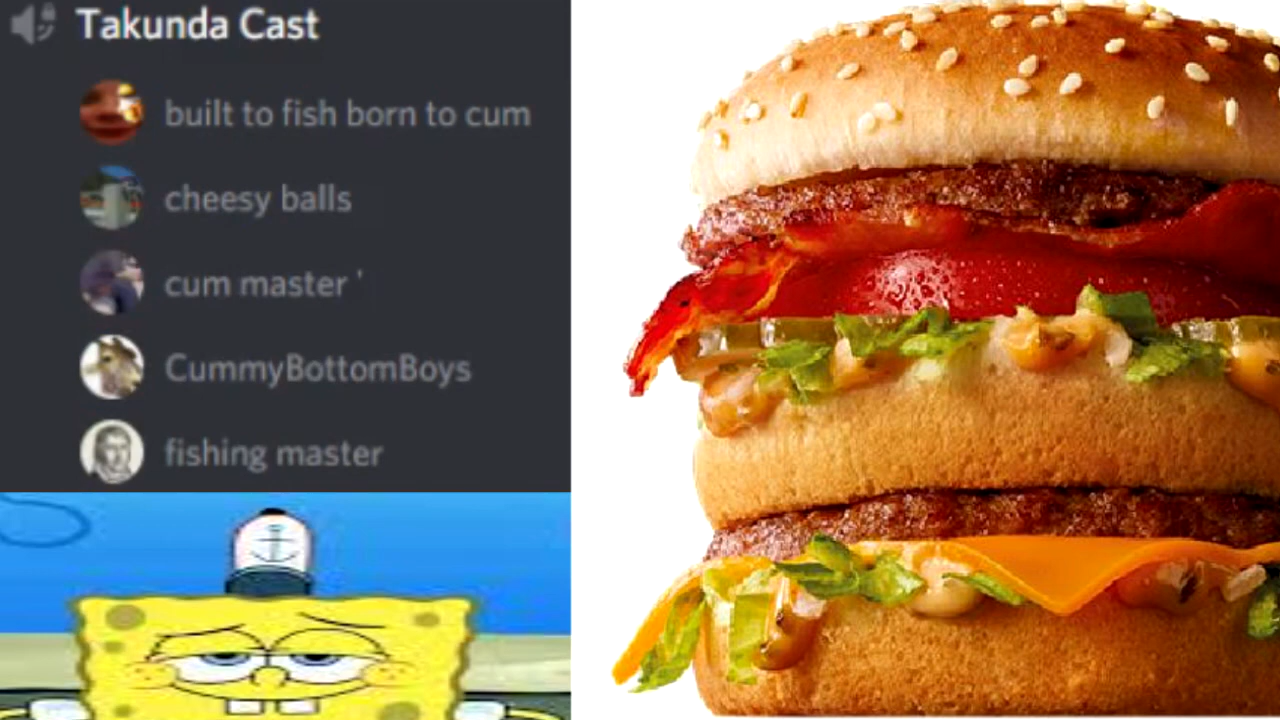 Takunda Cast
built to fish born to cum
cheesy balls
cum master '
CummyBottomBoys
fishing master